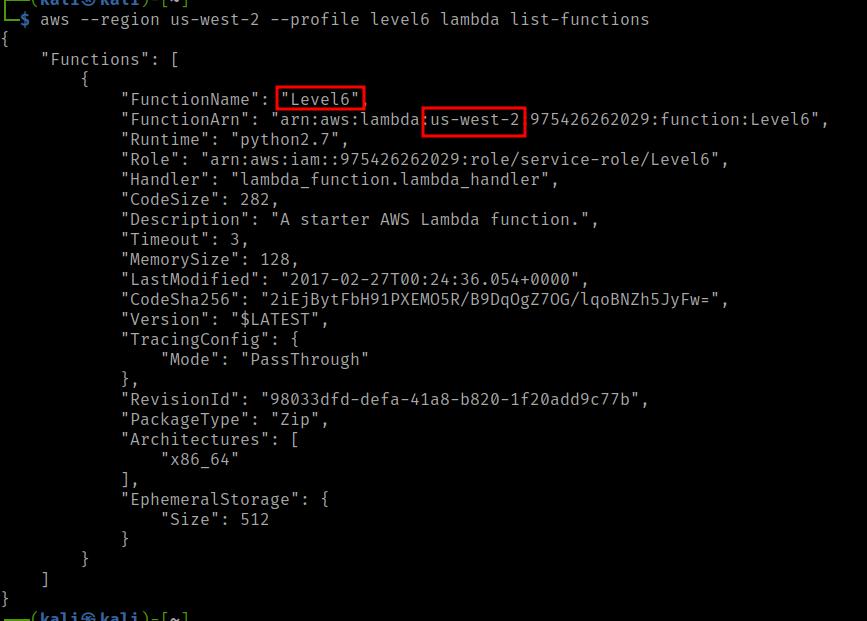 (kali㉿kali)-[~]
$ aws --region us-west-2 --profile level6 lambda list-functions
{
    "Functions": [
        {
            "FunctionName": "Level6",
            "FunctionArn": "arn:aws:lambda:us-west-2:975426262029:function:Level6",
            "Runtime": "python2.7",
            "Role": "arn:aws:iam::975426262029:role/service-role/Level6",
            "Handler": "lambda_function.lambda_handler",
            "CodeSize": 282,
            "Description": "A starter AWS Lambda function.",
            "Timeout": 3,
            "MemorySize": 128,
            "LastModified": "2017-02-27T00:24:36.054+0000",
            "CodeSha256": "2iEjBytFbH91PXEMO5R/B9DqOgZ7OG/lqoBNZh5JyFw=",
            "Version": "$LATEST",
            "TracingConfig": {
                "Mode": "PassThrough"
            },
            "RevisionId": "98033dfd-defa-41a8-b820-1f20add9c77b",
            "PackageType": "Zip",
            "Architectures": [
                "x86_64"
            ],
            "EphemeralStorage": {
                "Size": 512
            }
        }
    ]
}
(kali㉿kali)-[~]